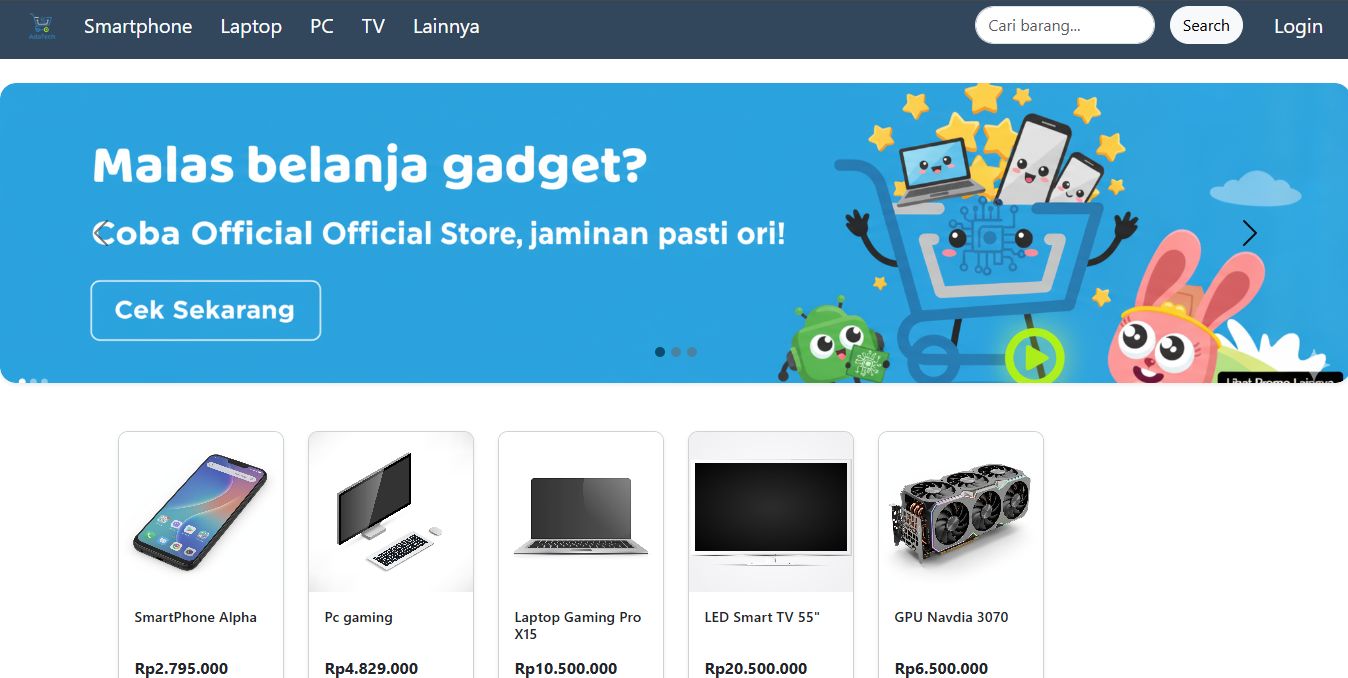 Smartphone Laptop PC TV Lainnya Cari barang... Search Login
Malas belanja gadget?
Coba Official Official Store, jaminan pasti ori!
Cek Sekarang
Lihat Promo Lainnya
SmartPhone Alpha
Rp2.795.000
Pc gaming
Rp4.829.000
Laptop Gaming Pro
X15
Rp10.500.000
LED Smart TV 55"
Rp20.500.000
GPU Navdia 3070
Rp6.500.000